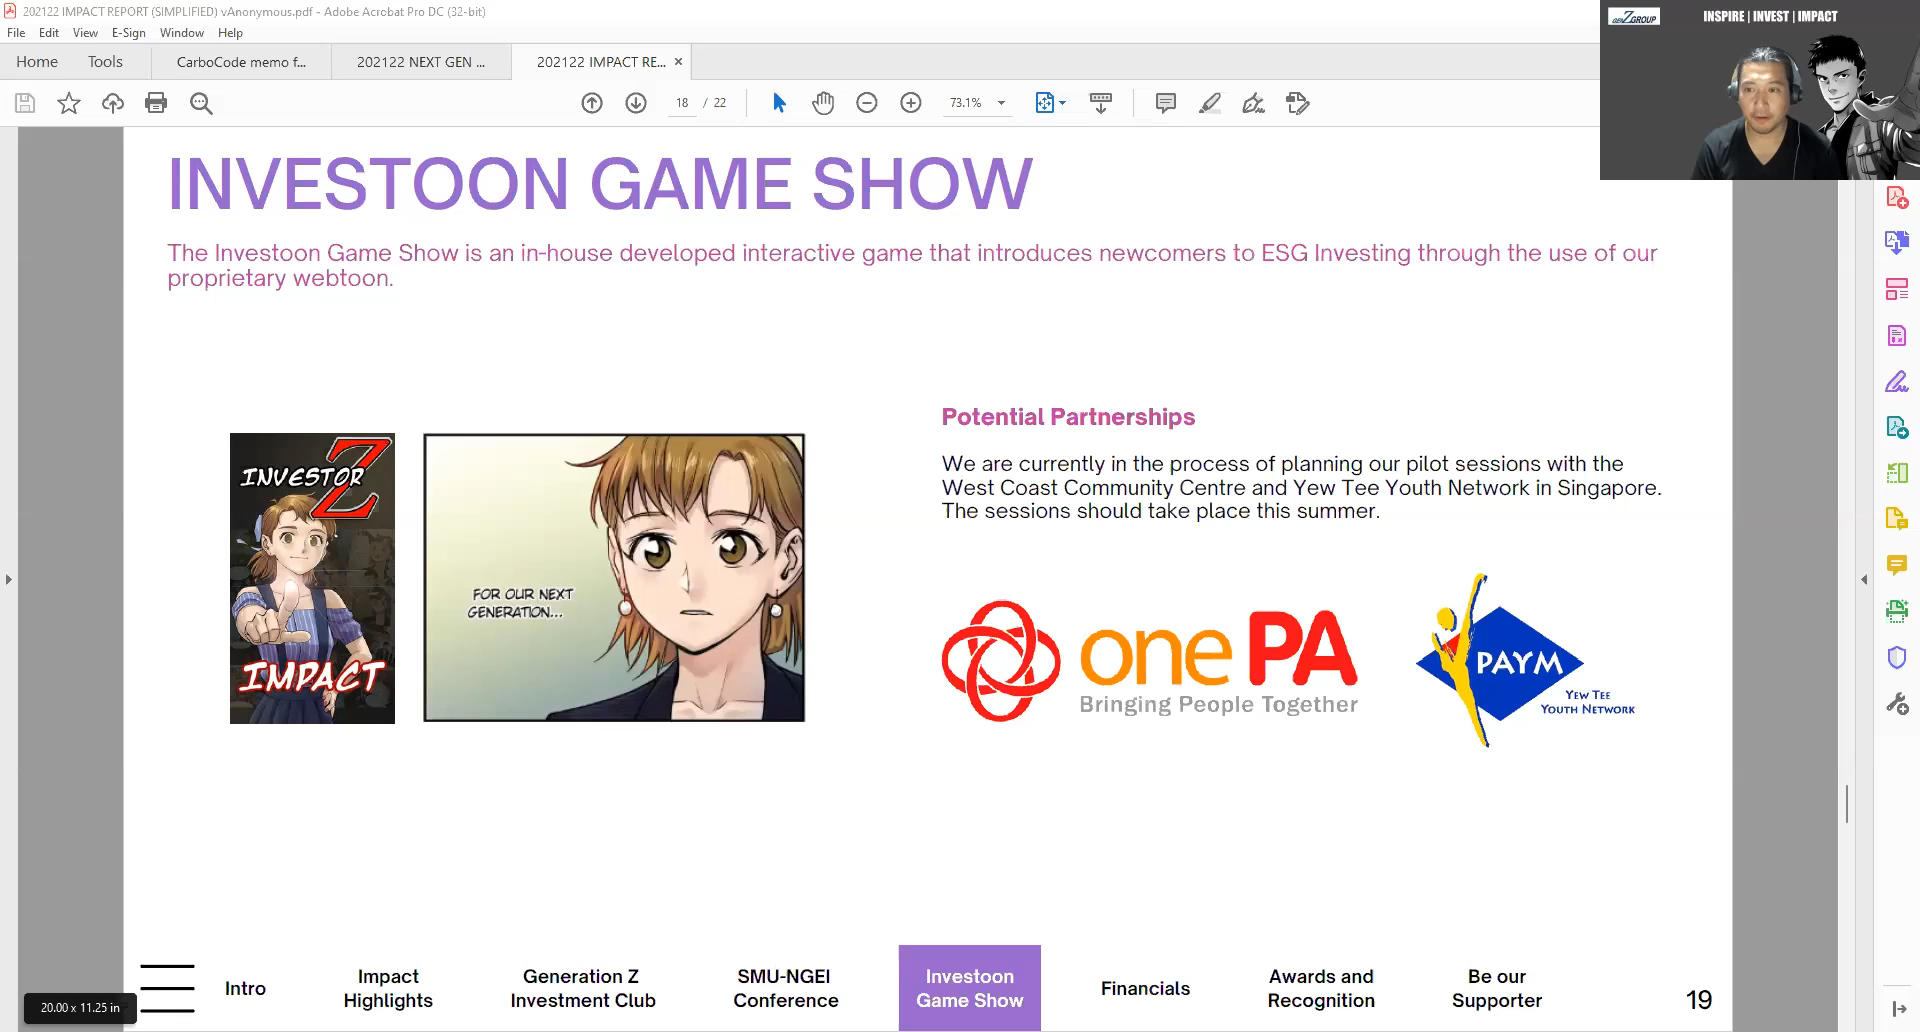 202122 IMPACT REPORT (SIMPLIFIED) vAnonymous.pdf - Adobe Acrobat Pro DC (32-bit)
File Edit View E-Sign Window Help
Home Tools CarboCode memo f... 202122 NEXT GEN ... 202122 IMPACT RE... ×
18 / 22 73.1%
GENZGROUP
INSPIRE | INVEST | IMPACT
INVESTOON GAME SHOW
The Investoon Game Show is an in-house developed interactive game that introduces newcomers to ESG Investing through the use of our
proprietary webtoon.
INVESTOR Z
IMPACT
FOR OUR NEXT
GENERATION...
Potential Partnerships
We are currently in the process of planning our pilot sessions with the
West Coast Community Centre and Yew Tee Youth Network in Singapore.
The sessions should take place this summer.
one PA
Bringing People Together
PAYM
YEW TEE
YOUTH NETWORK
Intro
Impact
Highlights
Generation Z
Investment Club
SMU-NGEI
Conference
Investoon
Game Show
Financials
Awards and
Recognition
Be our
Supporter
19
20.00 x 11.25 in